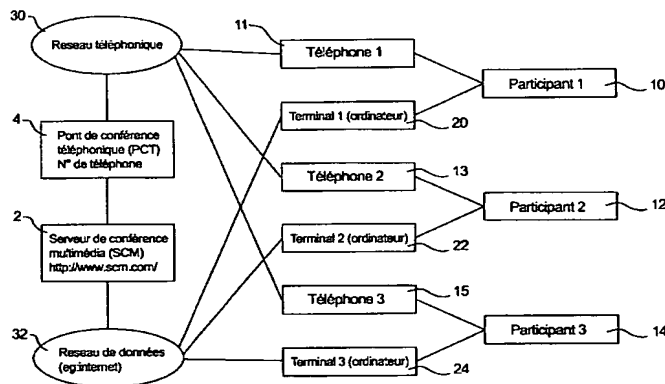 30
Reseau téléphonique
4
Pont de conférence
téléphonique (PCT)
N° de téléphone
2
Serveur de conférence
multimédia (SCM)
http://www.scm.com/
32
Reseau de données
(eg:internet)
11
Téléphone 1
Terminal 1 (ordinateur)
20
Téléphone 2
13
Terminal 2 (ordinateur)
22
Téléphone 3
15
Terminal 3 (ordinateur)
24
Participant 1
10
Participant 2
12
Participant 3
14